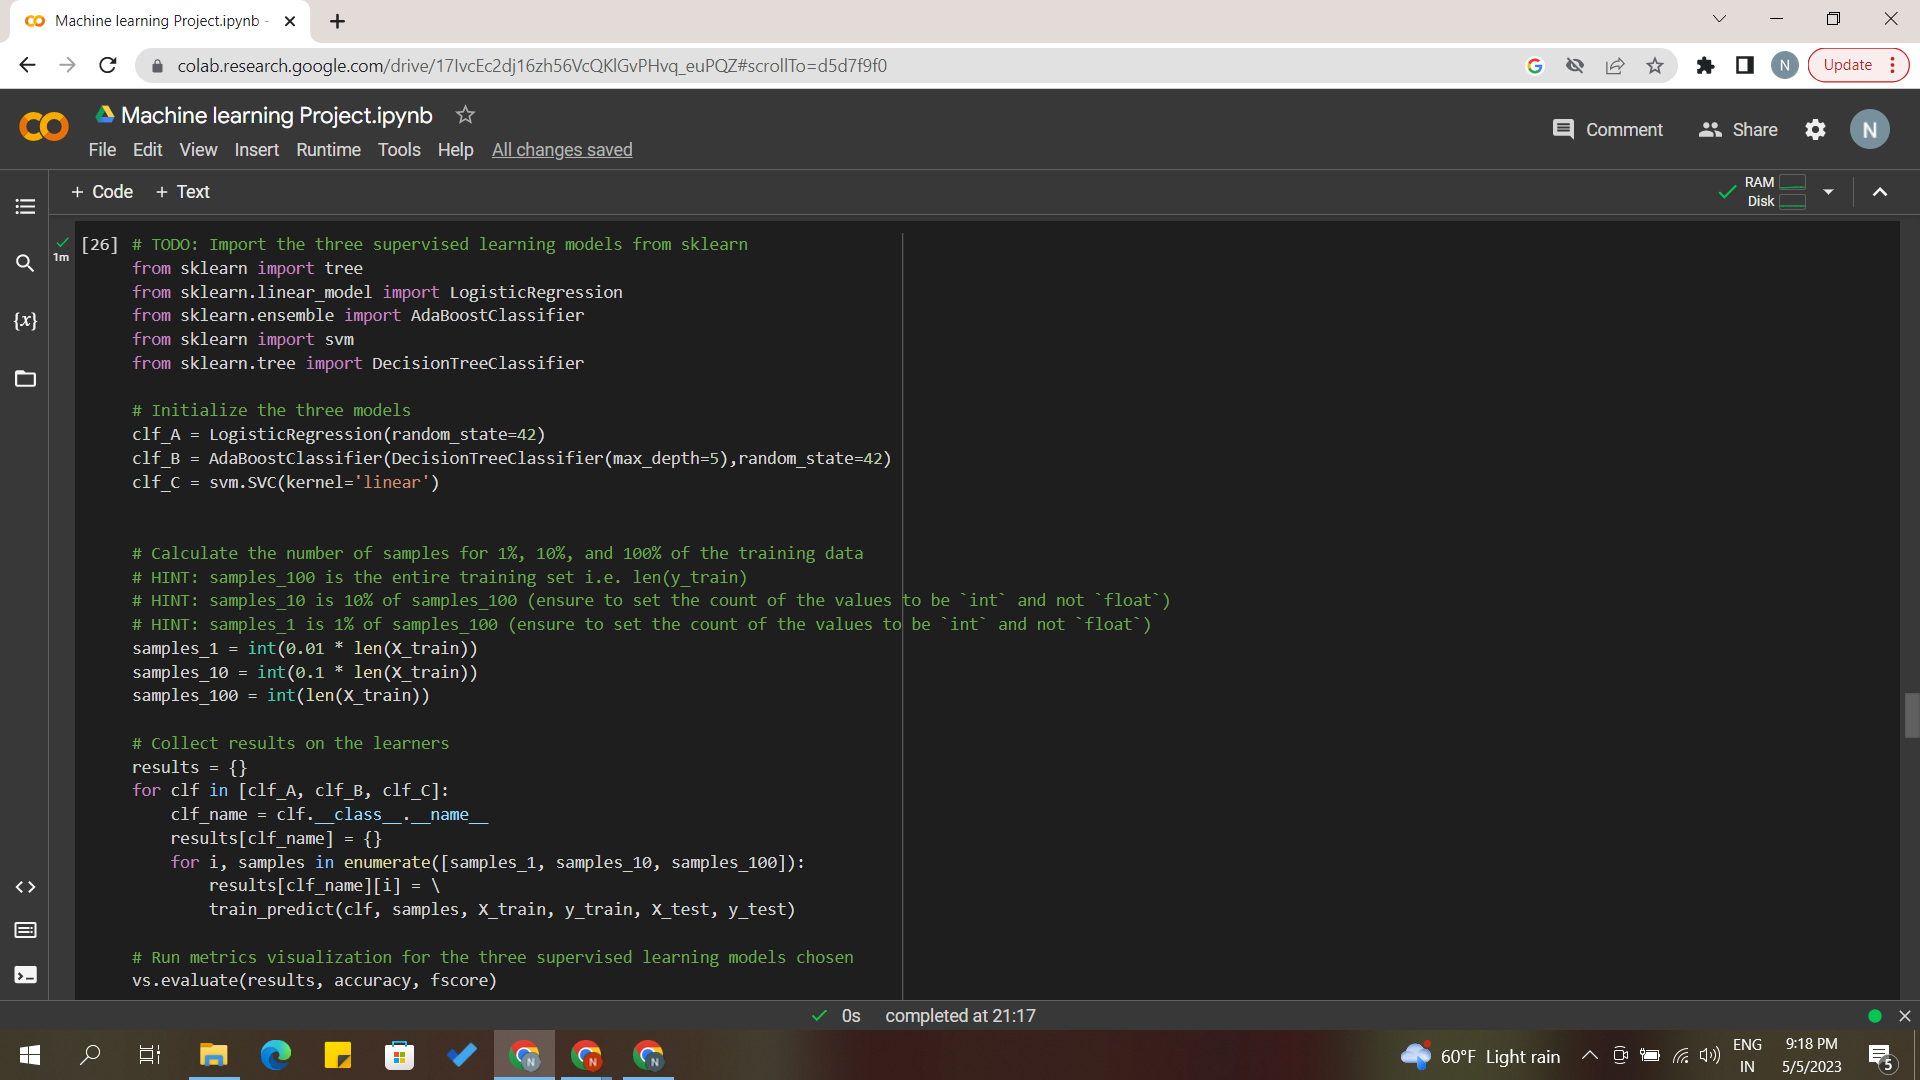 Machine learning Project.ipynb -
colab.research.google.com/drive/17IvcEc2dj16zh56VcQKlGvPHvq_euPQZ#scrollTo=d5d7f9f0
N
Update
Machine learning Project.ipynb
Comment
Share
N
File Edit View Insert Runtime Tools Help All changes saved
+ Code + Text
RAM
Disk
{x}
1m
[26] # TODO: Import the three supervised learning models from sklearn
from sklearn import tree
from sklearn.linear_model import LogisticRegression
from sklearn.ensemble import AdaBoostClassifier
from sklearn import svm
from sklearn.tree import DecisionTreeClassifier
# Initialize the three models
clf_A = LogisticRegression(random_state=42)
clf_B = AdaBoostClassifier(DecisionTreeClassifier(max_depth=5),random_state=42)
clf_C = svm.SVC(kernel='linear')
# Calculate the number of samples for 1%, 10%, and 100% of the training data
# HINT: samples_100 is the entire training set i.e. len(y_train)
# HINT: samples_10 is 10% of samples_100 (ensure to set the count of the values to be `int` and not `float`)
# HINT: samples_1 is 1% of samples_100 (ensure to set the count of the values to be `int` and not `float`)
samples_1 = int(0.01 * len(X_train))
samples_10 = int(0.1 * len(X_train))
samples_100 = int(len(X_train))
# Collect results on the learners
results = {}
for clf in [clf_A, clf_B, clf_C]:
clf_name = clf.__class__.__name__
results[clf_name] = {}
for i, samples in enumerate([samples_1, samples_10, samples_100]):
results[clf_name][i] = \
train_predict(clf, samples, X_train, y_train, X_test, y_test)
# Run metrics visualization for the three supervised learning models chosen
vs.evaluate(results, accuracy, fscore)
0s completed at 21:17
N
N
N
60°F Light rain
ENG
IN
9:18 PM
5/5/2023
5